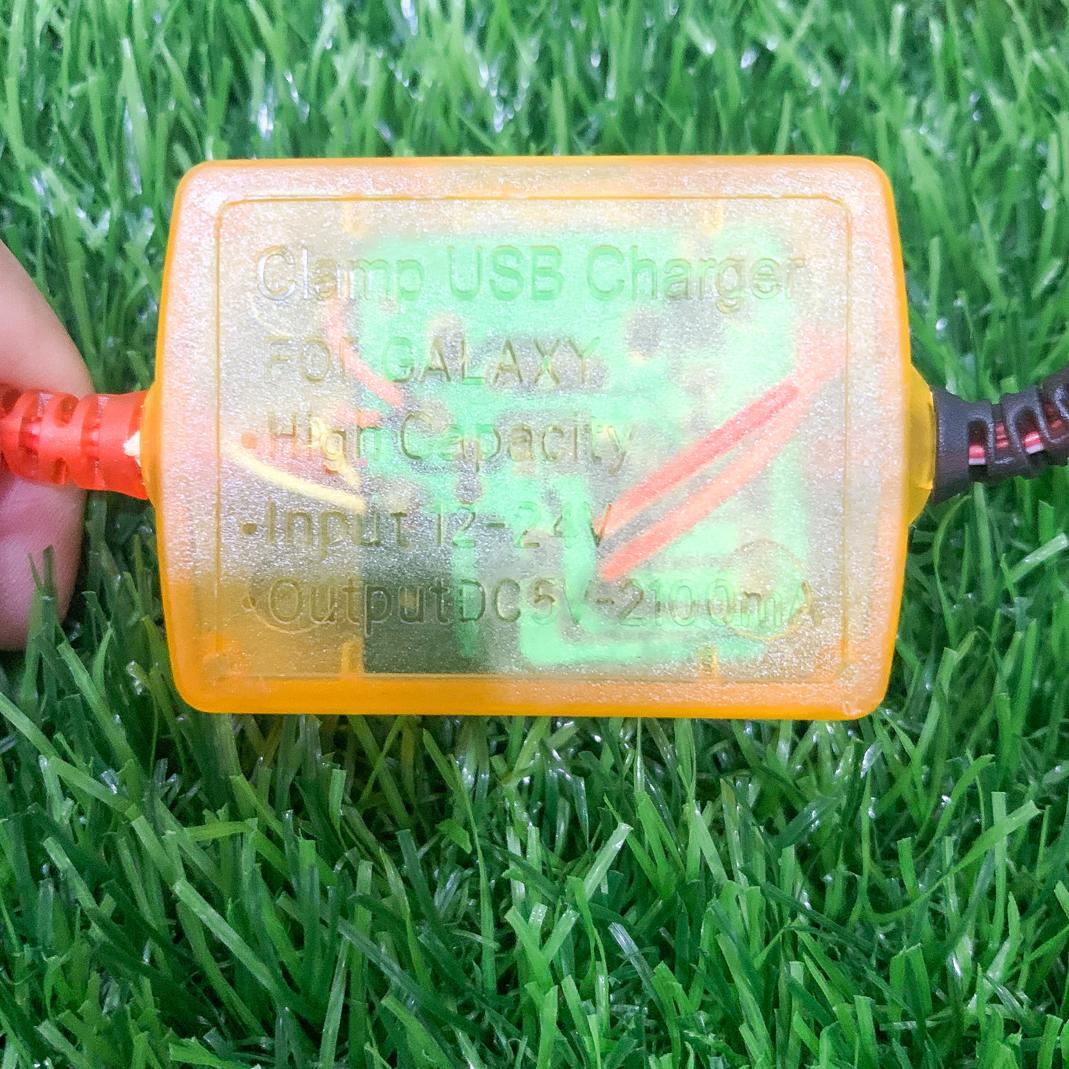 Clamp USB Charger
FOR GALAXY
•High Capacity
•Input 12-24V
•OutputDC5V-2100mA